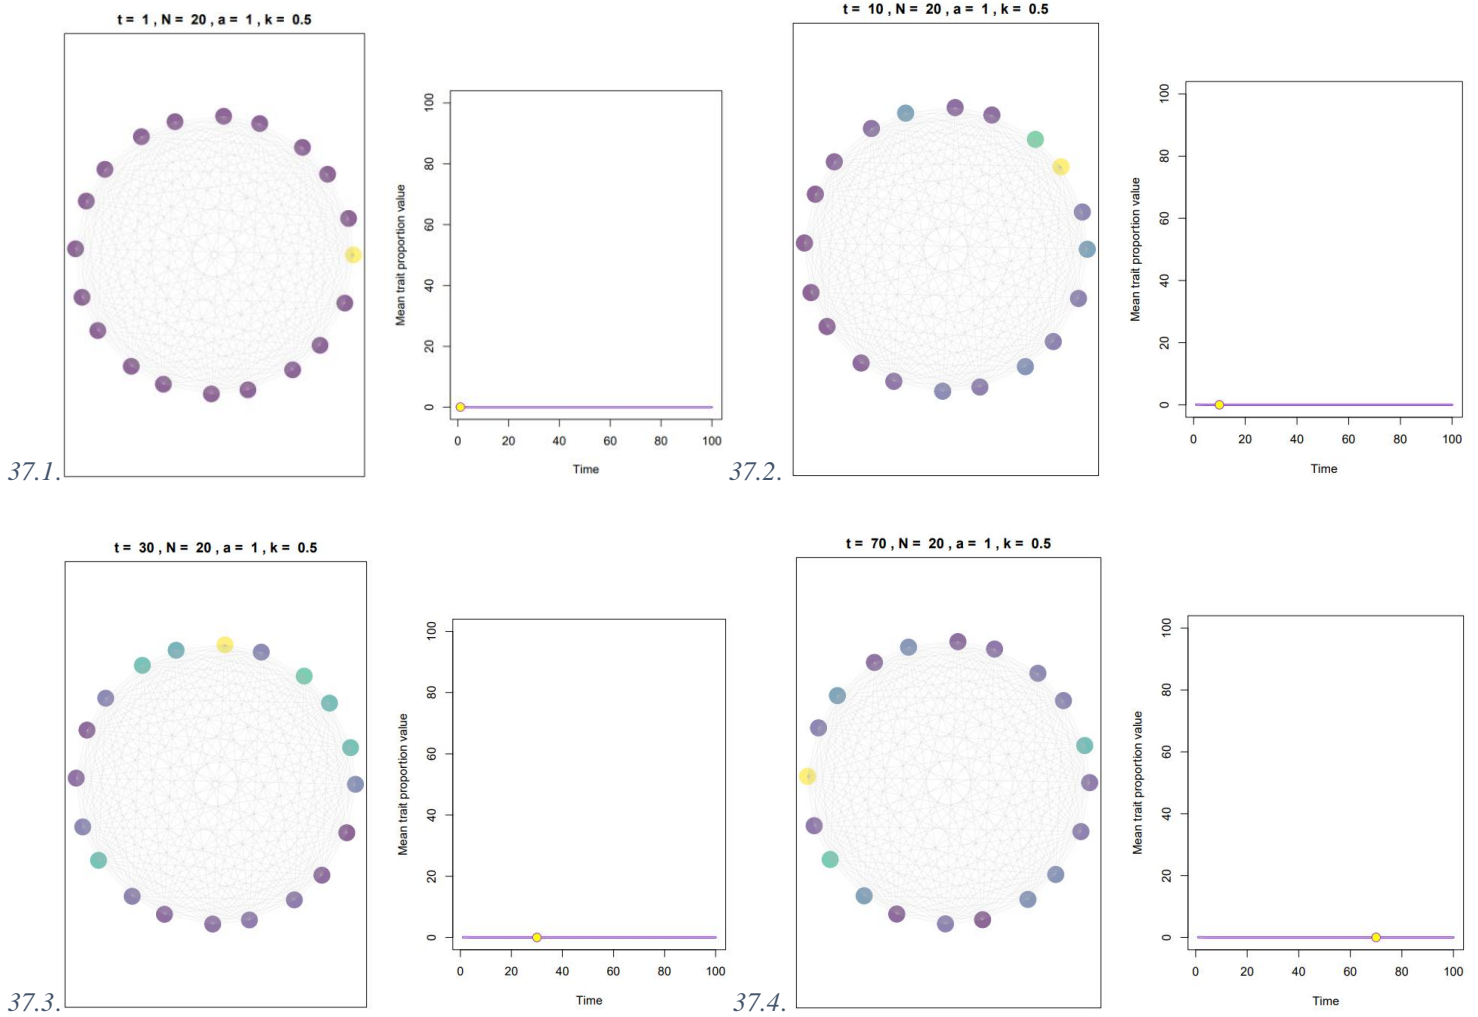 t = 1 , N = 20 , a = 1 , k = 0.5
Mean trait proportion value
0 20 40 60 80 100
0 20 40 60 80 100
Time
37.1.
t = 10 , N = 20 , a = 1 , k = 0.5
Mean trait proportion value
0 20 40 60 80 100
0 20 40 60 80 100
Time
37.2.
t = 30 , N = 20 , a = 1 , k = 0.5
Mean trait proportion value
0 20 40 60 80 100
0 20 40 60 80 100
Time
37.3.
t = 70 , N = 20 , a = 1 , k = 0.5
Mean trait proportion value
0 20 40 60 80 100
0 20 40 60 80 100
Time
37.4.